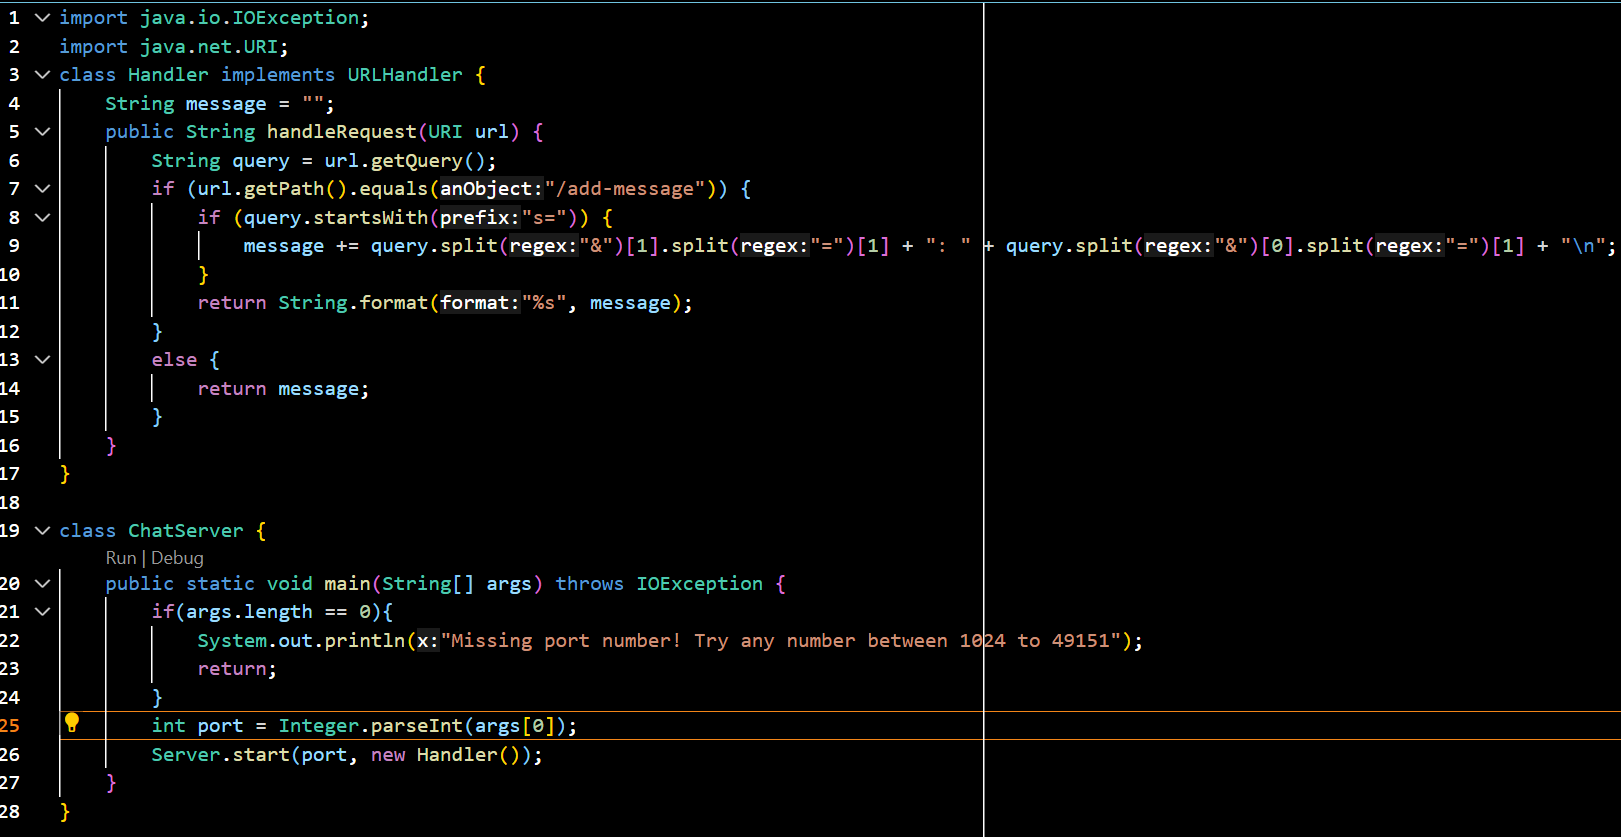 1 import java.io.IOException;
2 import java.net.URI;
3 class Handler implements URLHandler {
4     String message = "";
5     public String handleRequest(URI url) {
6         String query = url.getQuery();
7         if (url.getPath().equals(anObject:"/add-message")) {
8             if (query.startsWith(prefix:"s=")) {
9                 message += query.split(regex:"&")[1].split(regex:"=")[1] + ": " + query.split(regex:"&")[0].split(regex:"=")[1] + "\n";
10             }
11             return String.format(format:"%s", message);
12         }
13         else {
14             return message;
15         }
16     }
17 }
18
19 class ChatServer {
Run | Debug
20     public static void main(String[] args) throws IOException {
21         if(args.length == 0){
22             System.out.println(x:"Missing port number! Try any number between 1024 to 49151");
23             return;
24         }
25         int port = Integer.parseInt(args[0]);
26         Server.start(port, new Handler());
27     }
28 }